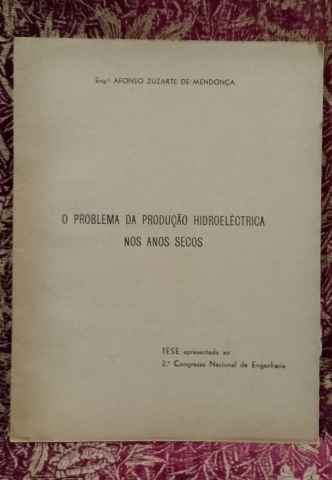 Eng.º AFONSO ZUZARTE DE MENDONÇA
O PROBLEMA DA PRODUÇÃO HIDROELÉCTRICA
NOS ANOS SECOS
TESE apresentada ao
2.º Congresso Nacional de Engenharia